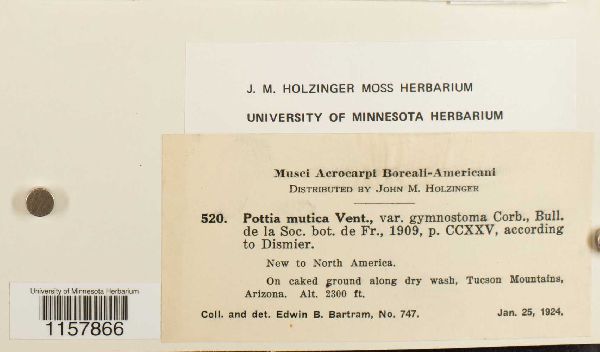 J. M. HOLZINGER MOSS HERBARIUM
UNIVERSITY OF MINNESOTA HERBARIUM
Musci Acrocarpi Boreali-Americani
DISTRIBUTED BY JOHN M. HOLZINGER
520. Pottia mutica Vent., var. gymnostoma Corb., Bull.
de la Soc. bot. de Fr., 1909, p. CCXXV, according
to Dismier.
New to North America.
On caked ground along dry wash, Tucson Mountains,
Arizona. Alt. 2300 ft.
Coll. and det. Edwin B. Bartram, No. 747. Jan. 25, 1924.
University of Minnesota Herbarium
1157866